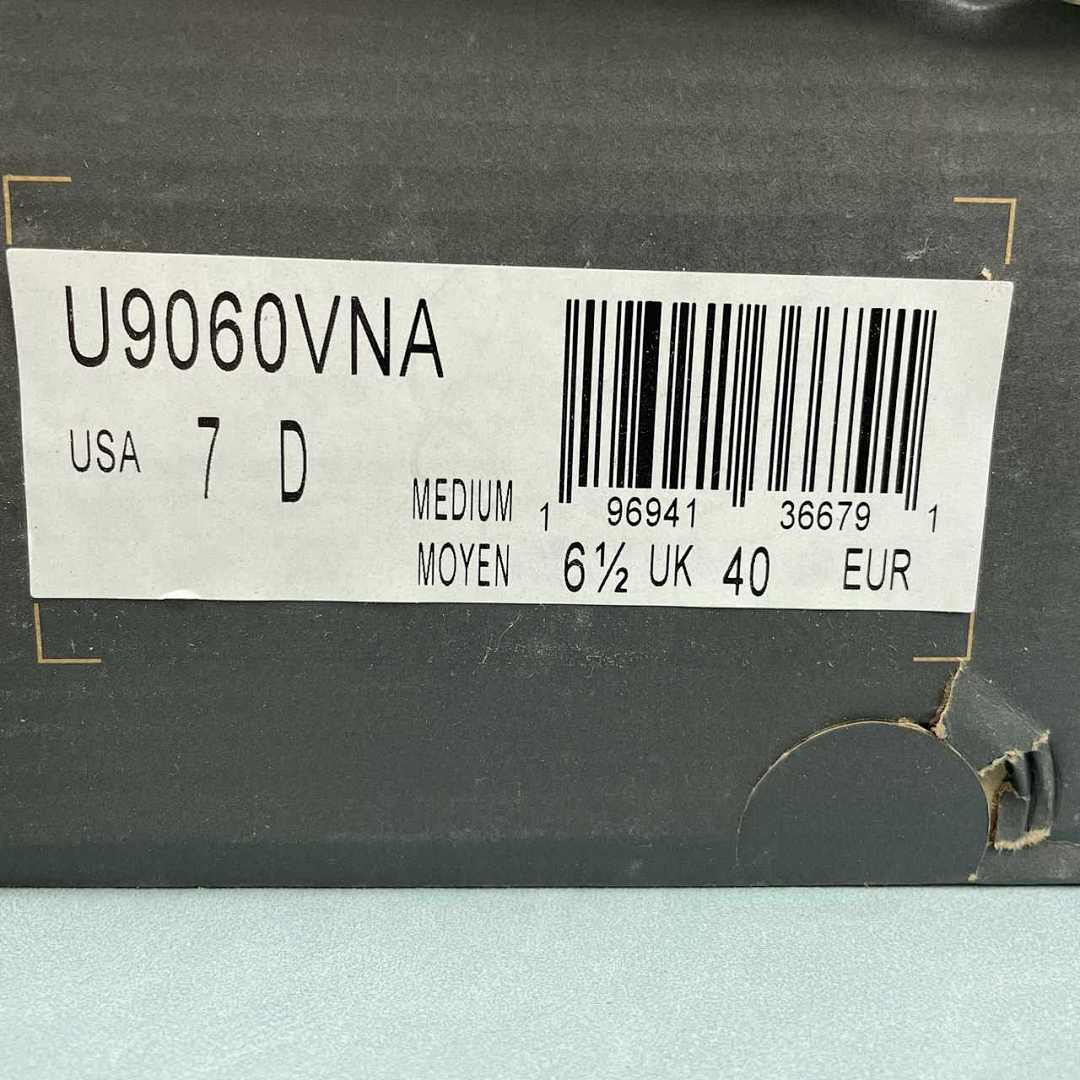 U9060VNA
USA 7 D
MEDIUM
MOYEN
1 96941 36679 1
6½ UK 40 EUR